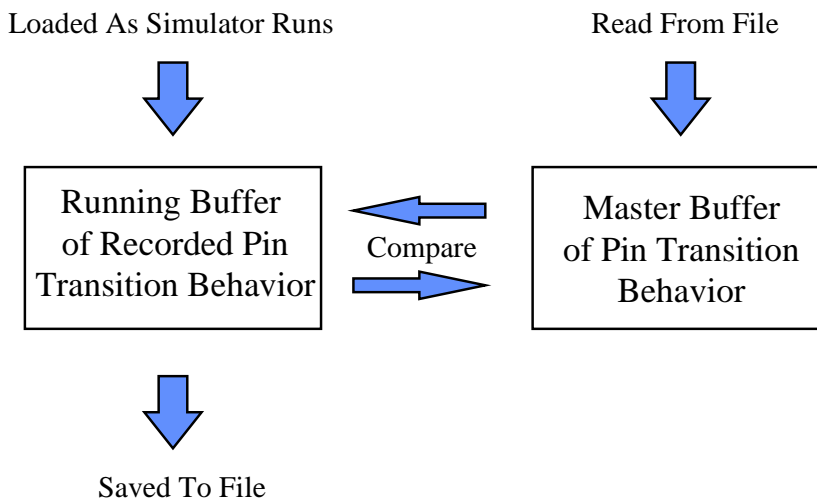 Loaded As Simulator Runs
Read From File
Running Buffer
of Recorded Pin
Transition Behavior
Compare
Master Buffer
of Pin Transition
Behavior
Saved To File